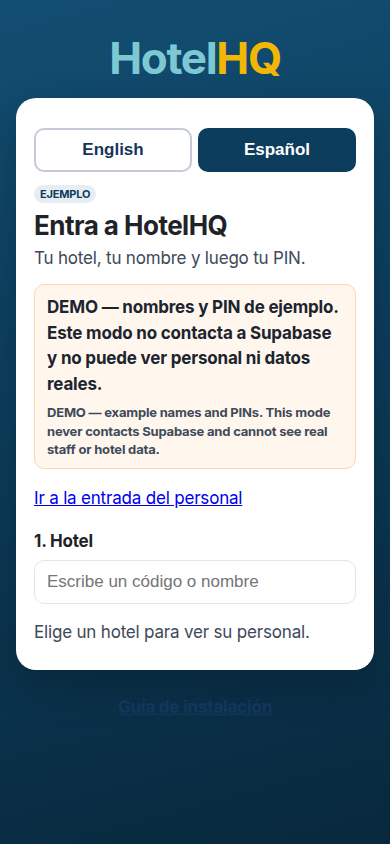 HotelHQ
English
Español
EJEMPLO
Entra a HotelHQ
Tu hotel, tu nombre y luego tu PIN.
DEMO — nombres y PIN de ejemplo.
Este modo no contacta a Supabase
y no puede ver personal ni datos
reales.
DEMO — example names and PINs. This mode
never contacts Supabase and cannot see real
staff or hotel data.
Ir a la entrada del personal
1. Hotel
Escribe un código o nombre
Elige un hotel para ver su personal.
Guía de instalación